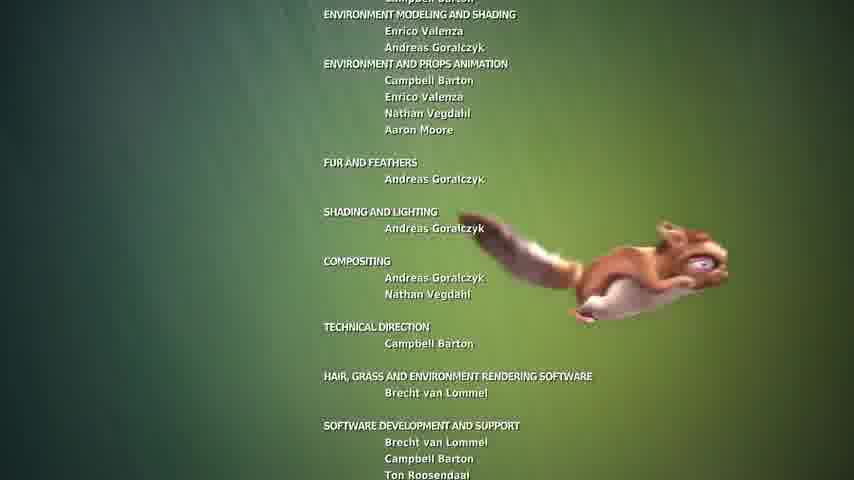 Campbell Barton
ENVIRONMENT MODELING AND SHADING
Enrico Valenza
Andreas Goralczyk
ENVIRONMENT AND PROPS ANIMATION
Campbell Barton
Enrico Valenza
Nathan Vegdahl
Aaron Moore
FUR AND FEATHERS
Andreas Goralczyk
SHADING AND LIGHTING
Andreas Goralczyk
COMPOSITING
Andreas Goralczyk
Nathan Vegdahl
TECHNICAL DIRECTION
Campbell Barton
HAIR, GRASS AND ENVIRONMENT RENDERING SOFTWARE
Brecht van Lommel
SOFTWARE DEVELOPMENT AND SUPPORT
Brecht van Lommel
Campbell Barton
Ton Roosendaal